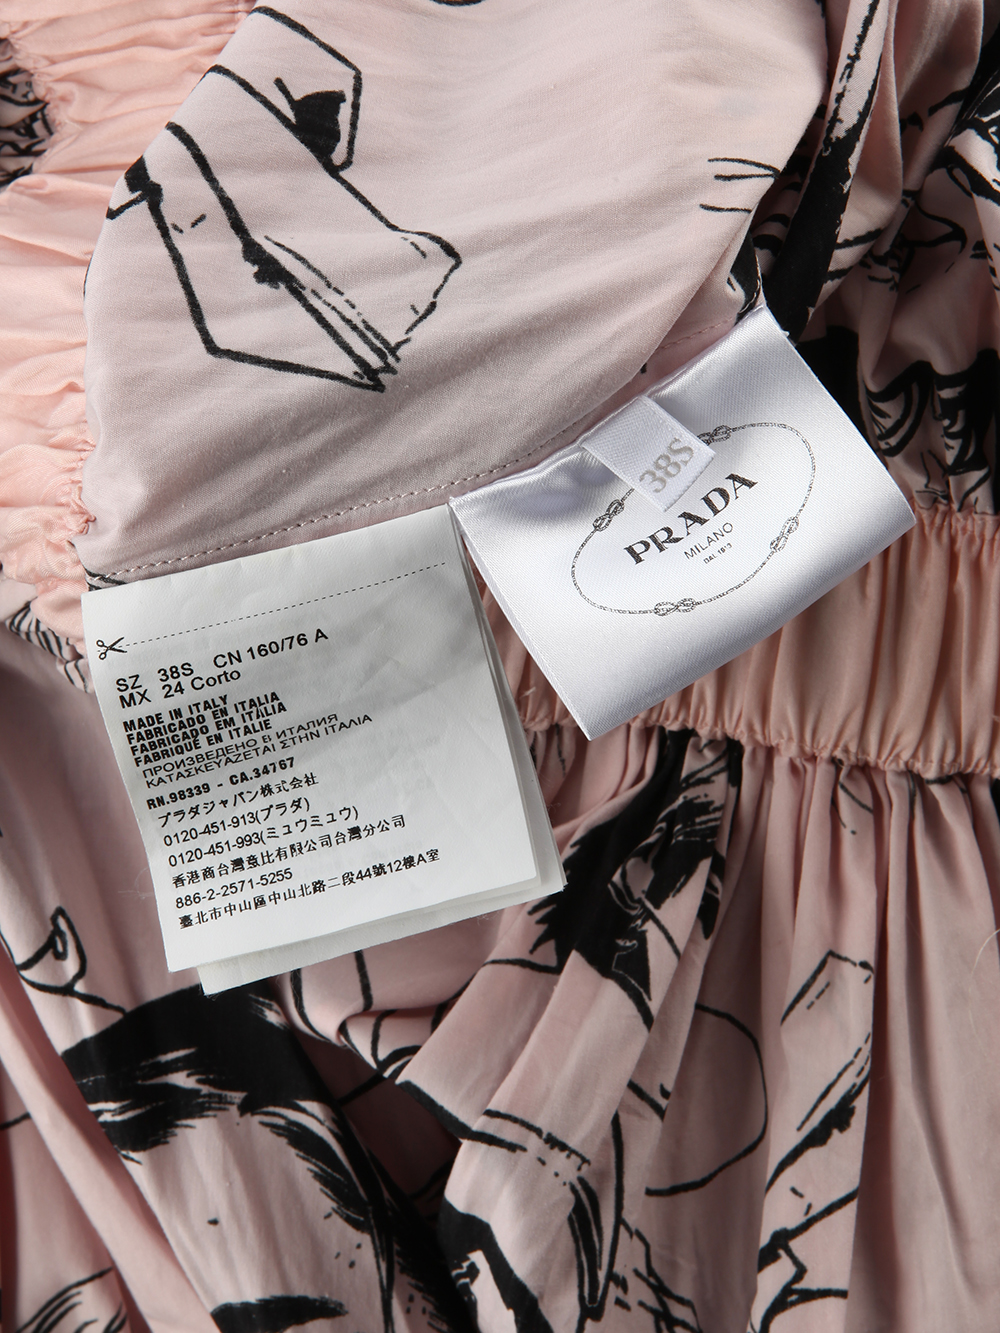 38S
PRADA
MILANO
DAL 1913
SZ 38S CN 160/76 A
MX 24 Corto
MADE IN ITALY
FABRICADO EN ITALIA
FABRICADO EM ITÁLIA
FABRIQUÉ EN ITALIE
ПРОИЗВЕДЕНО В ИТАЛИЯ
ΚΑΤΑΣΚΕΥΑΖΕΤΑΙ ΣΤΗΝ ΙΤΑΛΙΑ
RN.98339 - CA.34767
プラダジャパン株式会社
0120-451-913(プラダ)
0120-451-993(ミュウミュウ)
香港商台灣意比有限公司台灣分公司
886-2-2571-5255
臺北市中山區中山北路二段44號12樓A室